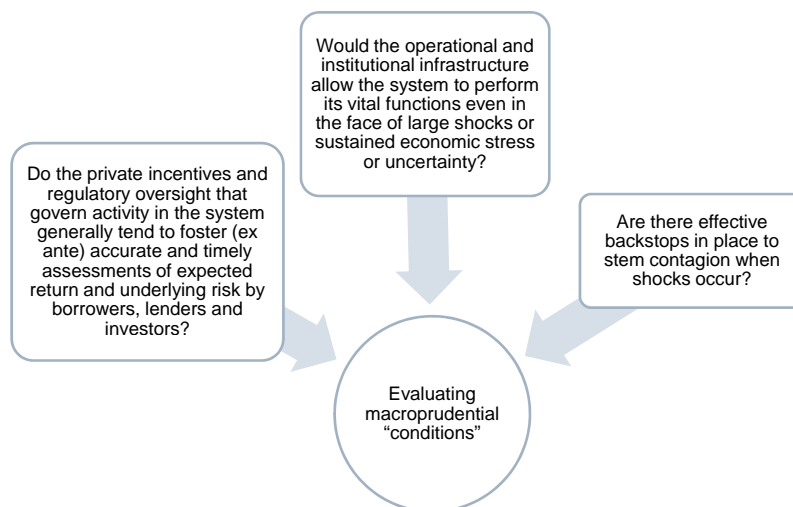 Would the operational and
institutional infrastructure
allow the system to perform
its vital functions even in
the face of large shocks or
sustained economic stress
or uncertainty?
Do the private incentives and
regulatory oversight that
govern activity in the system
generally tend to foster (ex
ante) accurate and timely
assessments of expected
return and underlying risk by
borrowers, lenders and
investors?
Are there effective
backstops in place to
stem contagion when
shocks occur?
Evaluating
macroprudential
“conditions”